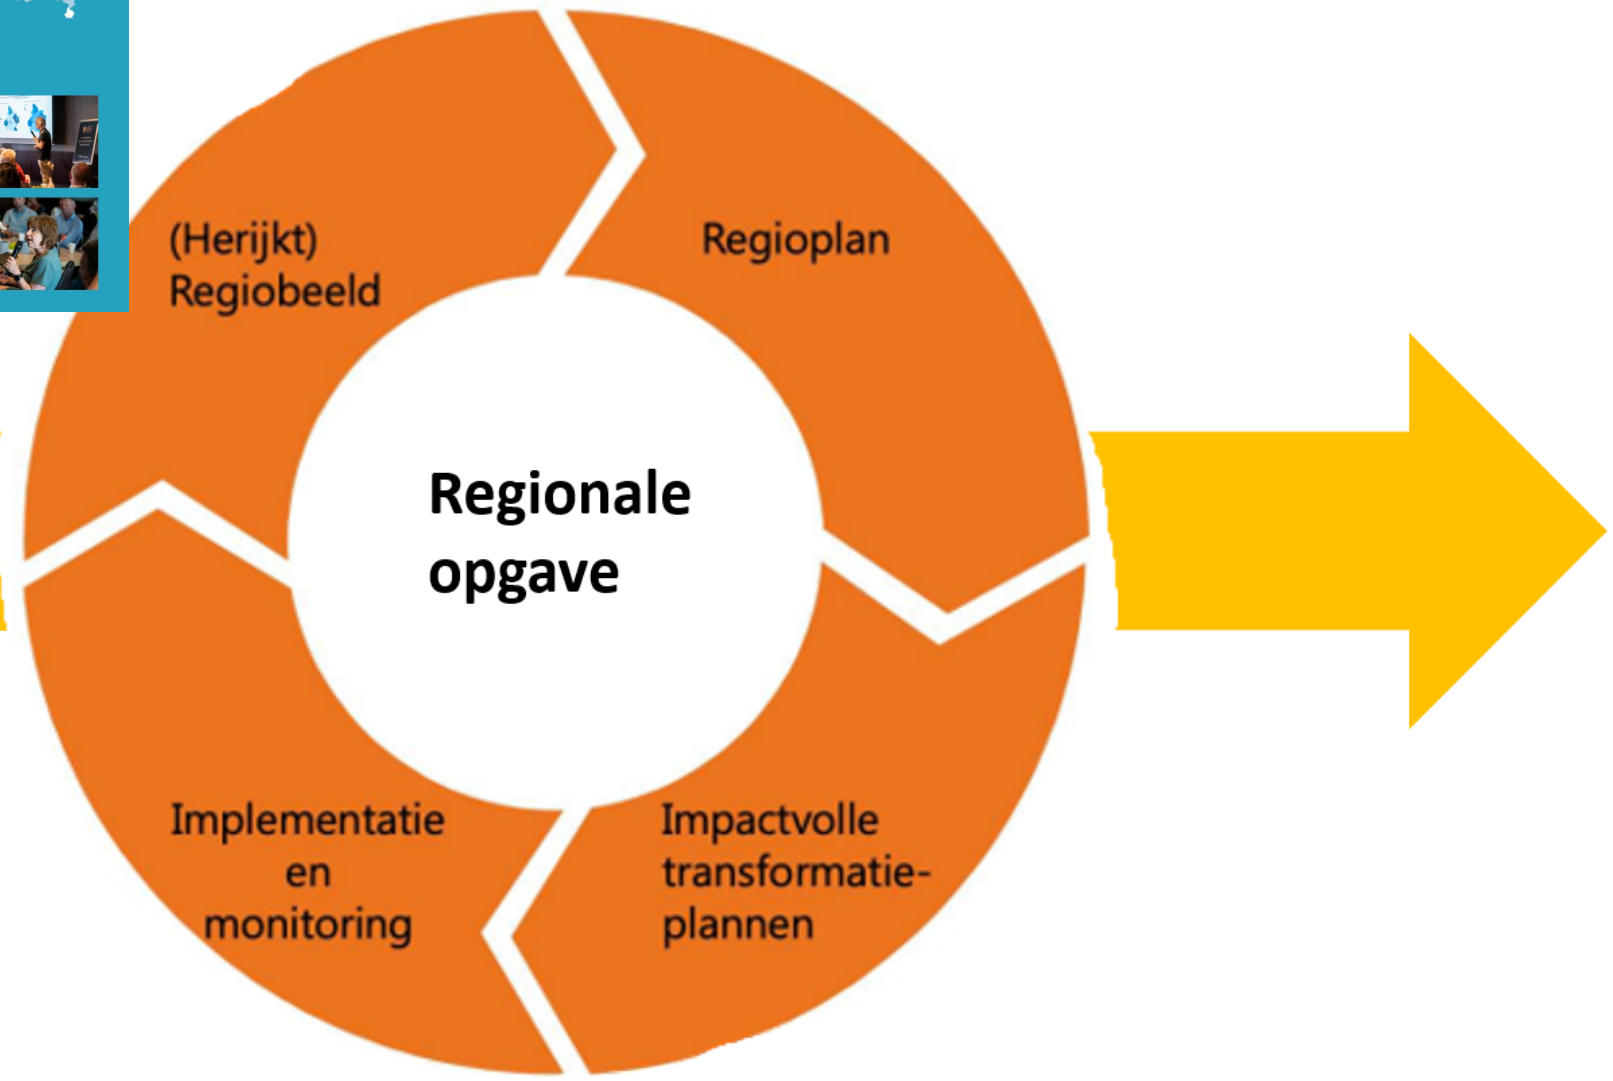 (Herijkt)
Regiobeeld
Regioplan
Regionale
opgave
Implementatie
en
monitoring
Impactvolle
transformatie-
plannen